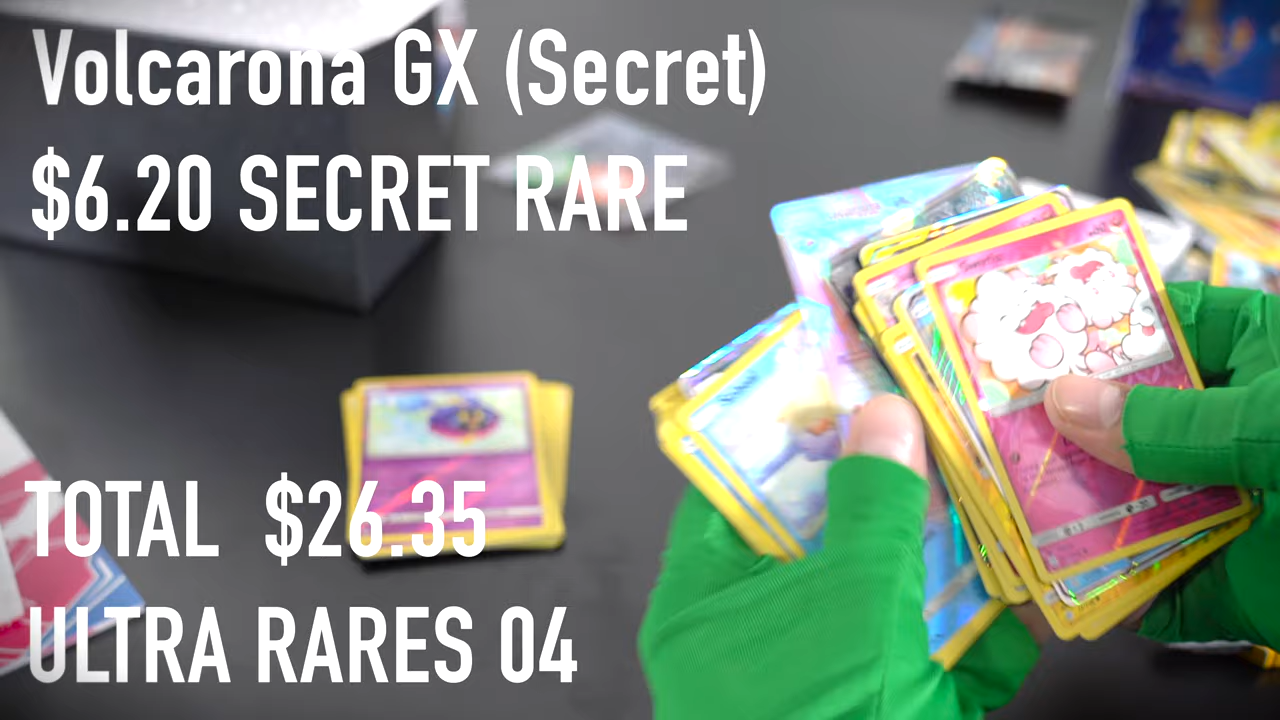 Volcarona GX (Secret)
$6.20 SECRET RARE
TOTAL $26.35
ULTRA RARES 04